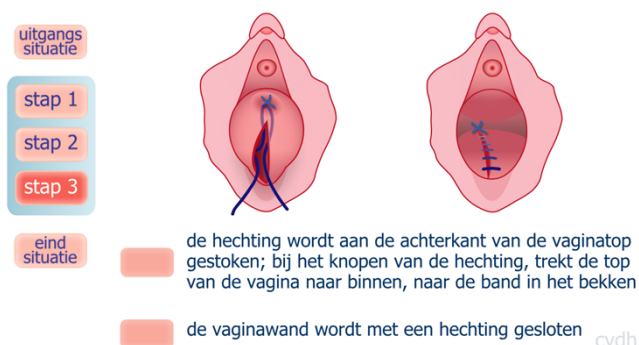 uitgangs
situatie
stap 1
stap 2
stap 3
eind
situatie
de hechting wordt aan de achterkant van de vaginatop
gestoken; bij het knopen van de hechting, trekt de top
van de vagina naar binnen, naar de band in het bekken
de vaginawand wordt met een hechting gesloten
cvdh